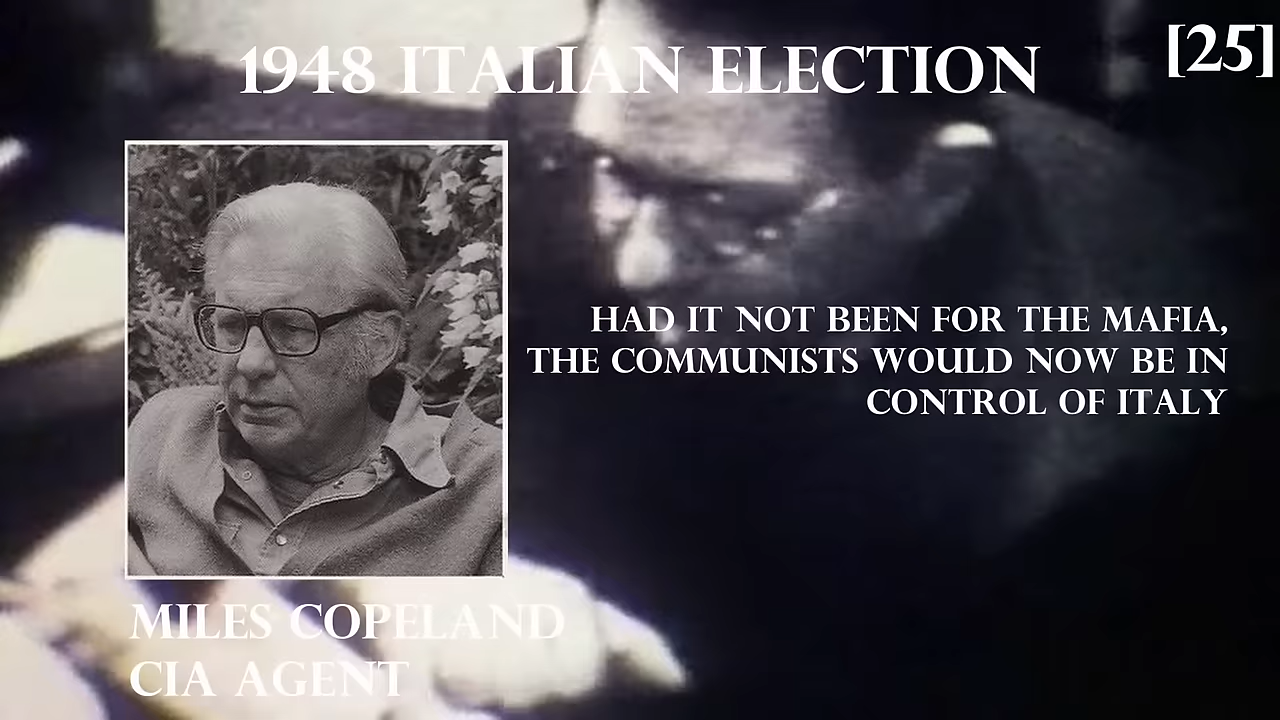 1948 ITALIAN ELECTION
[25]
HAD IT NOT BEEN FOR THE MAFIA,
THE COMMUNISTS WOULD NOW BE IN
CONTROL OF ITALY
MILES COPELAND
CIA AGENT